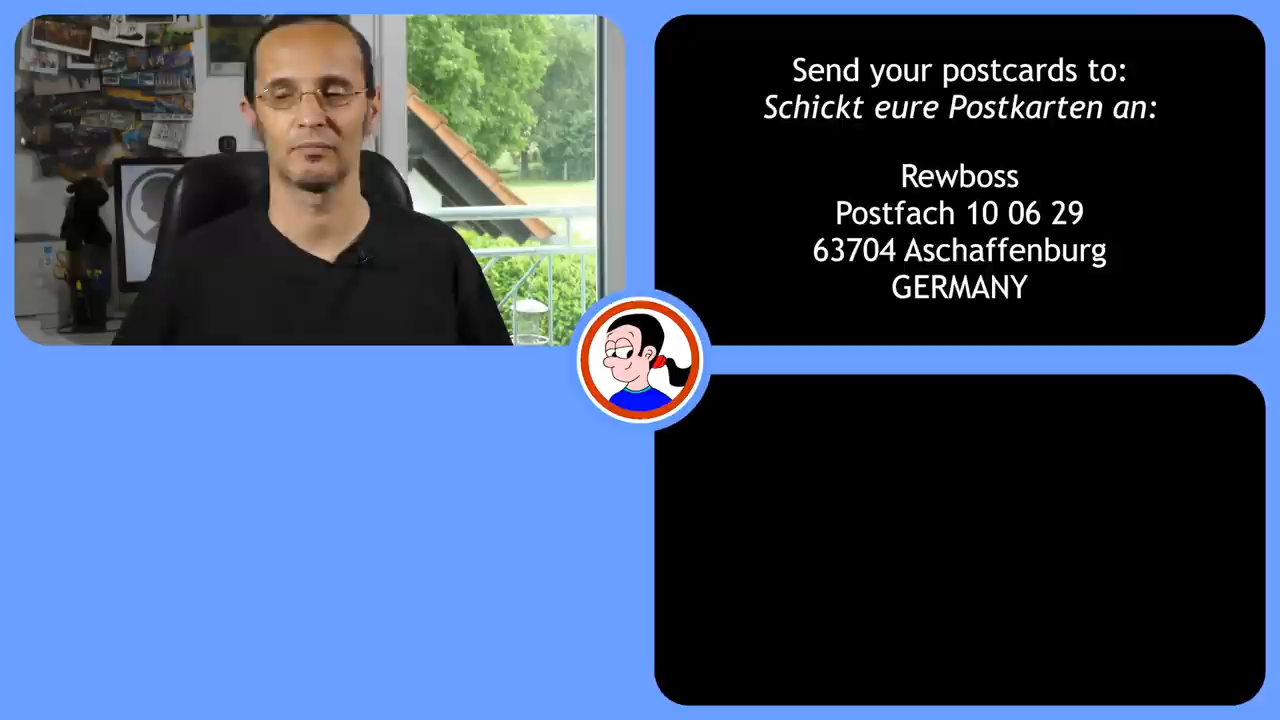 Send your postcards to:
Schickt eure Postkarten an:
Rewboss
Postfach 10 06 29
63704 Aschaffenburg
GERMANY